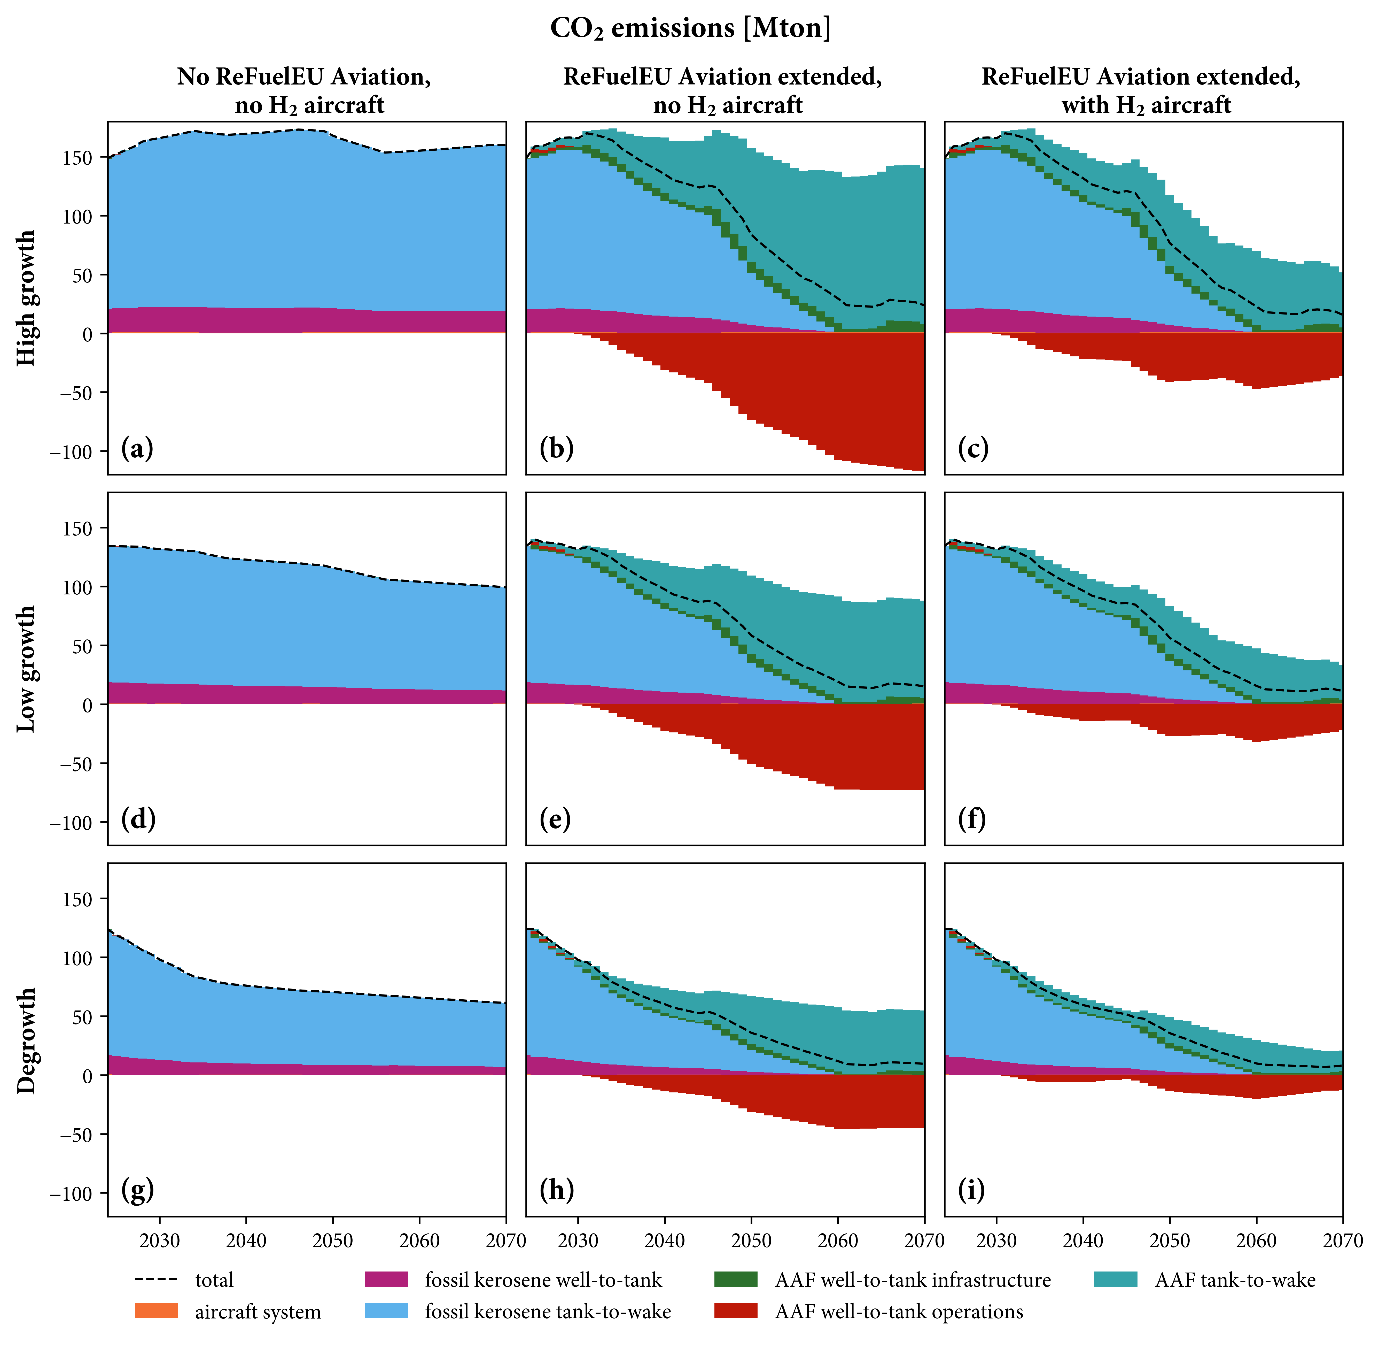 CO₂ emissions [Mton]
No ReFuelEU Aviation,
no H₂ aircraft
ReFuelEU Aviation extended,
no H₂ aircraft
ReFuelEU Aviation extended,
with H₂ aircraft
High growth
150
100
50
0
−50
−100
(a)
(b)
(c)
Low growth
150
100
50
0
−50
−100
(d)
(e)
(f)
Degrowth
150
100
50
0
−50
−100
(g)
(h)
(i)
2030 2040 2050 2060 2070
2030 2040 2050 2060 2070
2030 2040 2050 2060 2070
total
fossil kerosene well-to-tank
AAF well-to-tank infrastructure
AAF tank-to-wake
aircraft system
fossil kerosene tank-to-wake
AAF well-to-tank operations